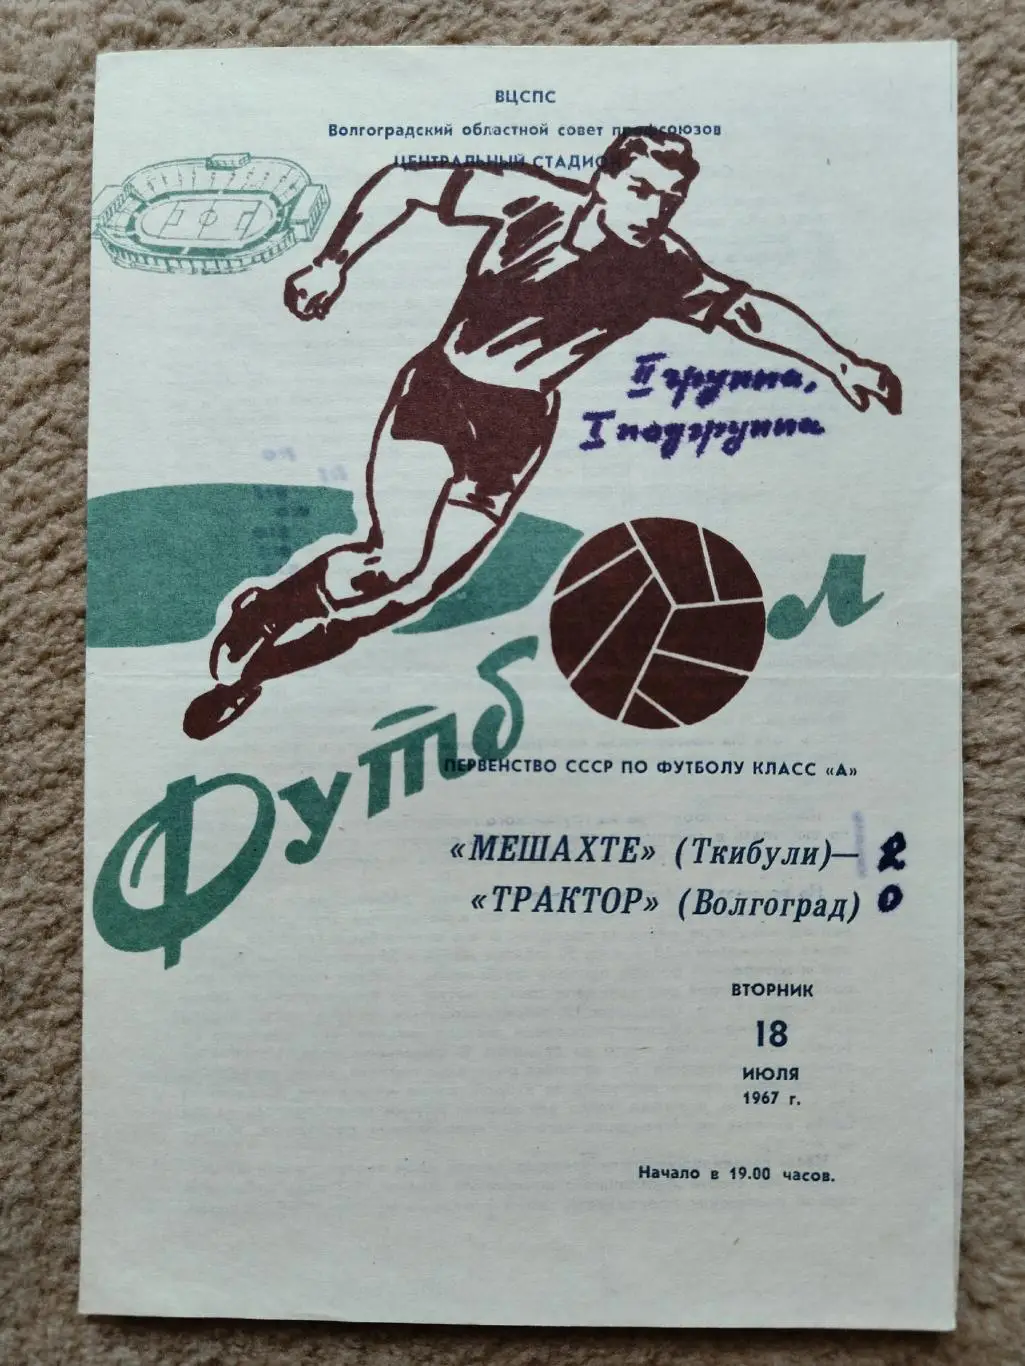 ВЦСПС
Волгоградский областной совет профсоюзов
ЦЕНТРАЛЬНЫЙ СТАДИОН
II группа,
I подгруппа
Футбол
ПЕРВЕНСТВО СССР ПО ФУТБОЛУ КЛАСС «А»
«МЕШАХТЕ» (Ткибули)— 2
«ТРАКТОР» (Волгоград) 0
ВТОРНИК
18
ИЮЛЯ
1967 г.
Начало в 19.00 часов.